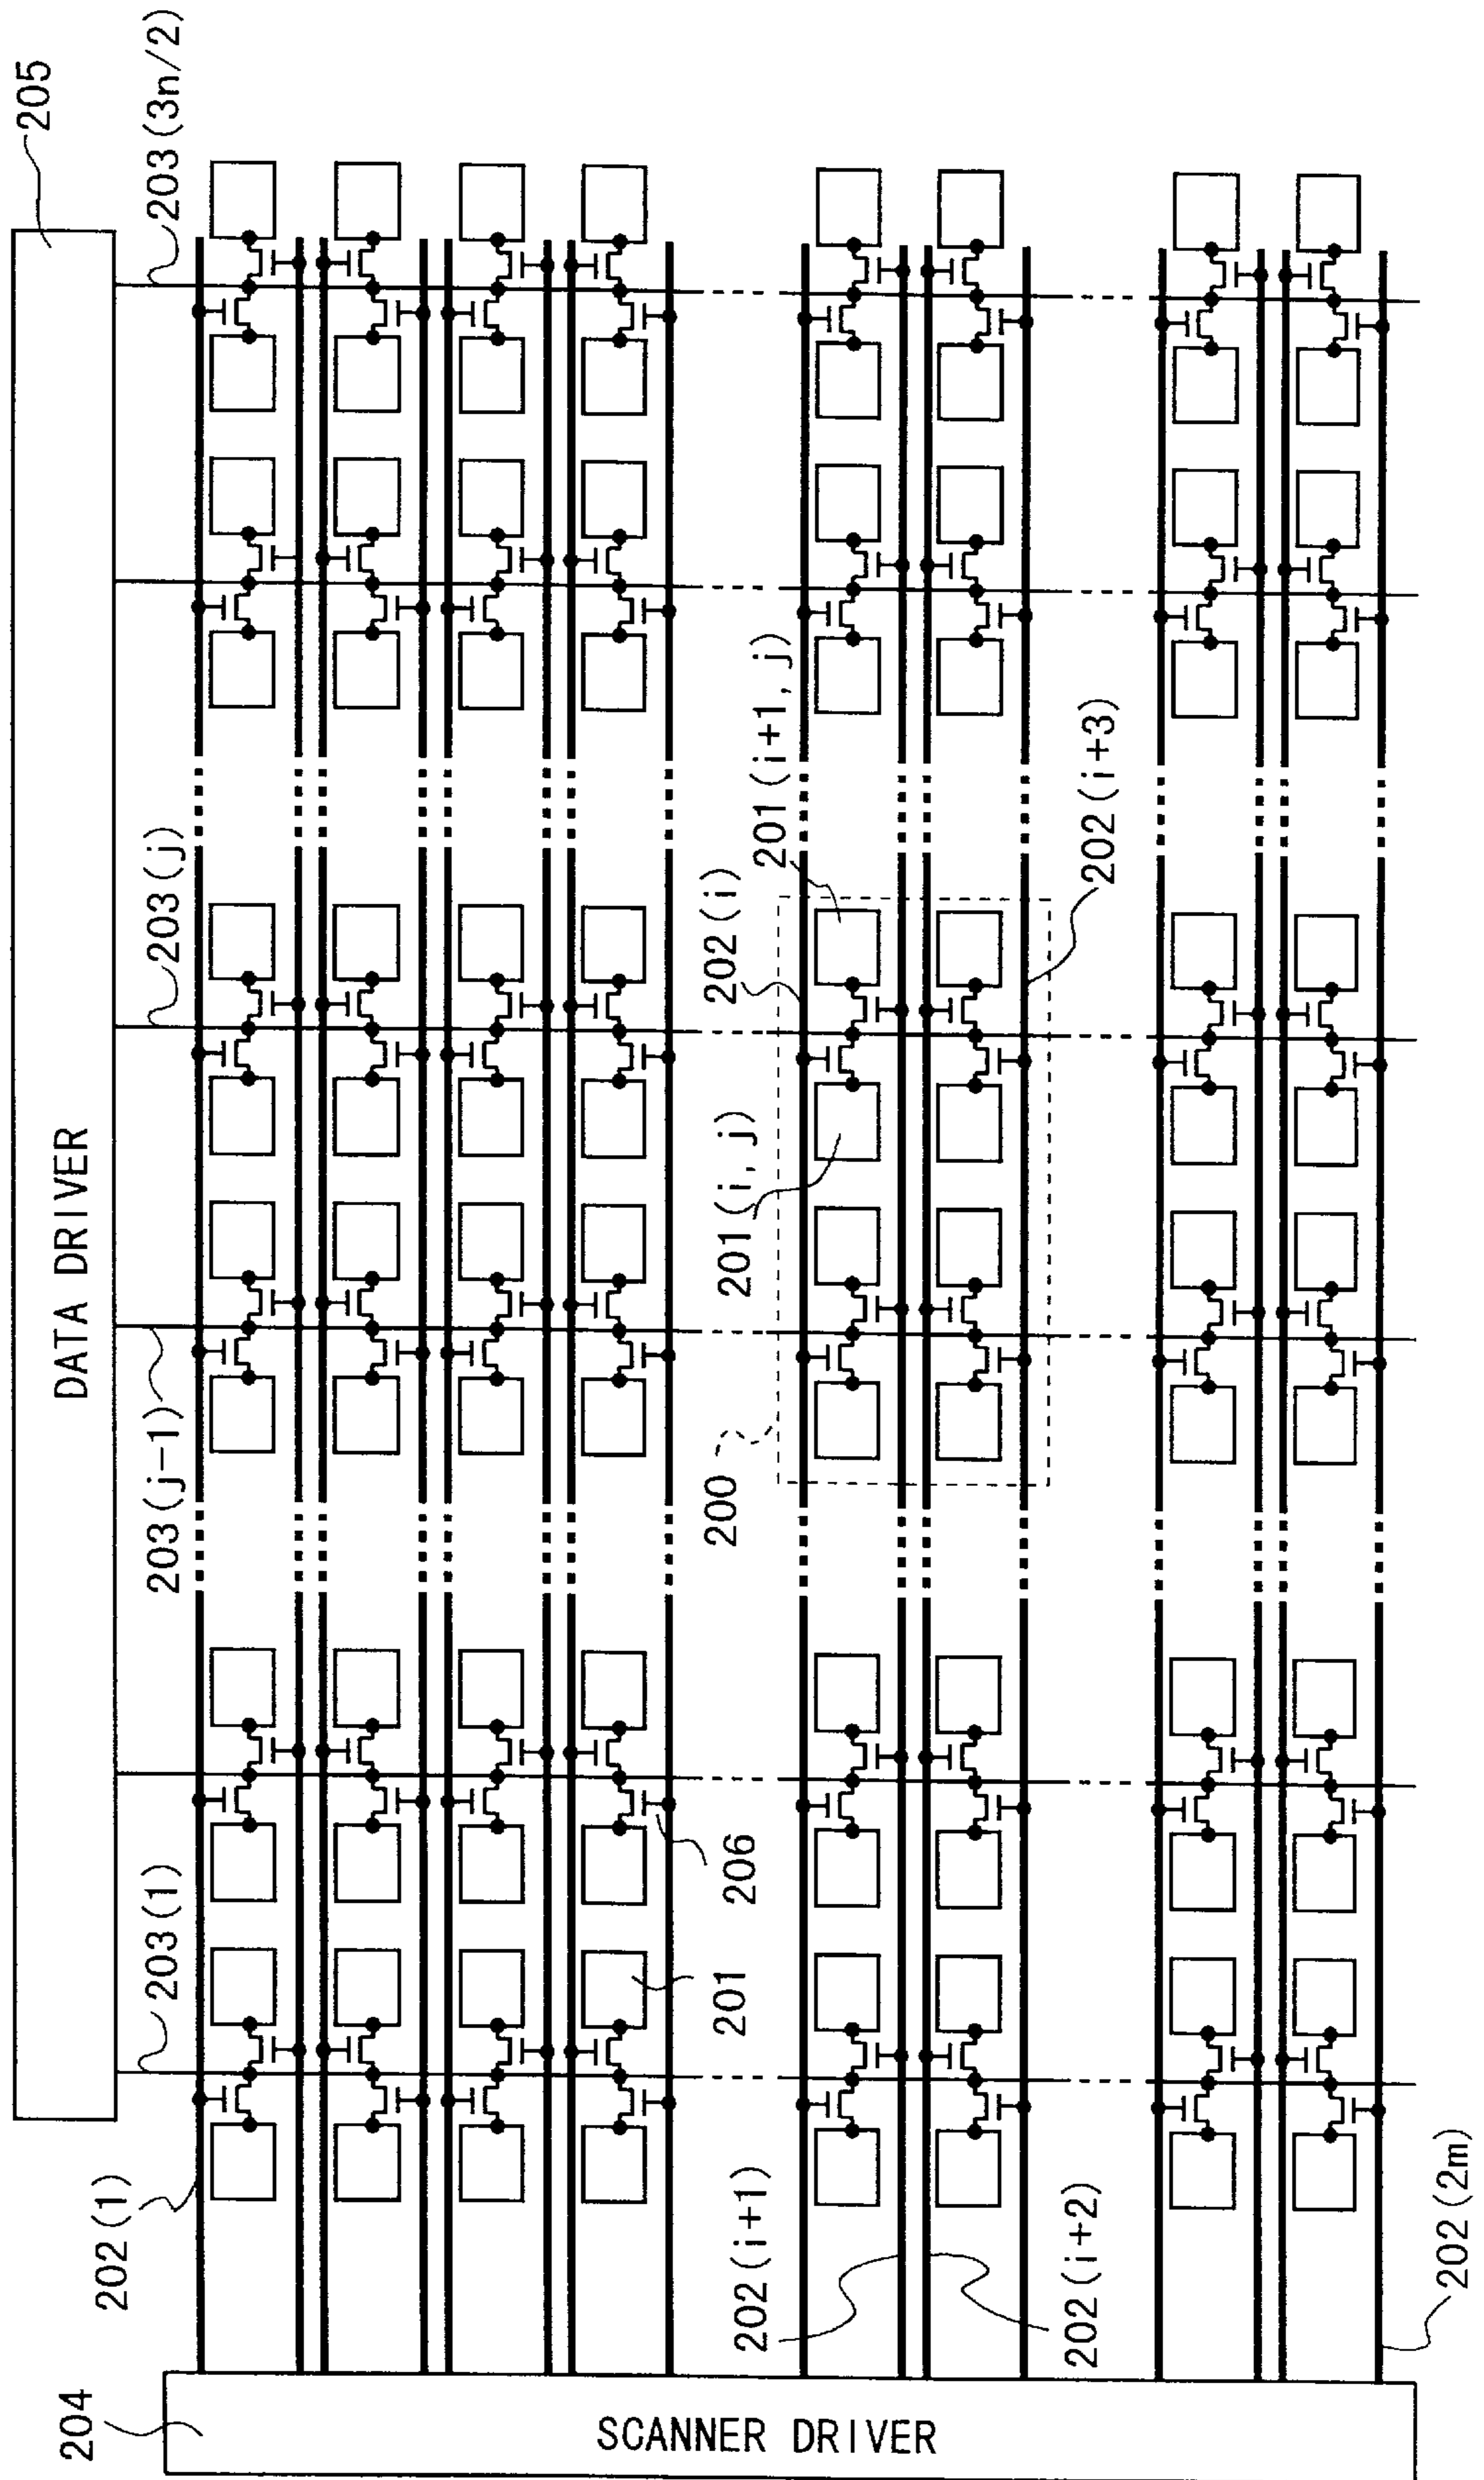 205
DATA DRIVER
203(1)
203(j-1)
203(j)
203(3n/2)
204
SCANNER DRIVER
202(1)
201
206
200
201(i,j)
202(i)
201(i+1,j)
202(i+1)
202(i+2)
202(i+3)
202(2m)